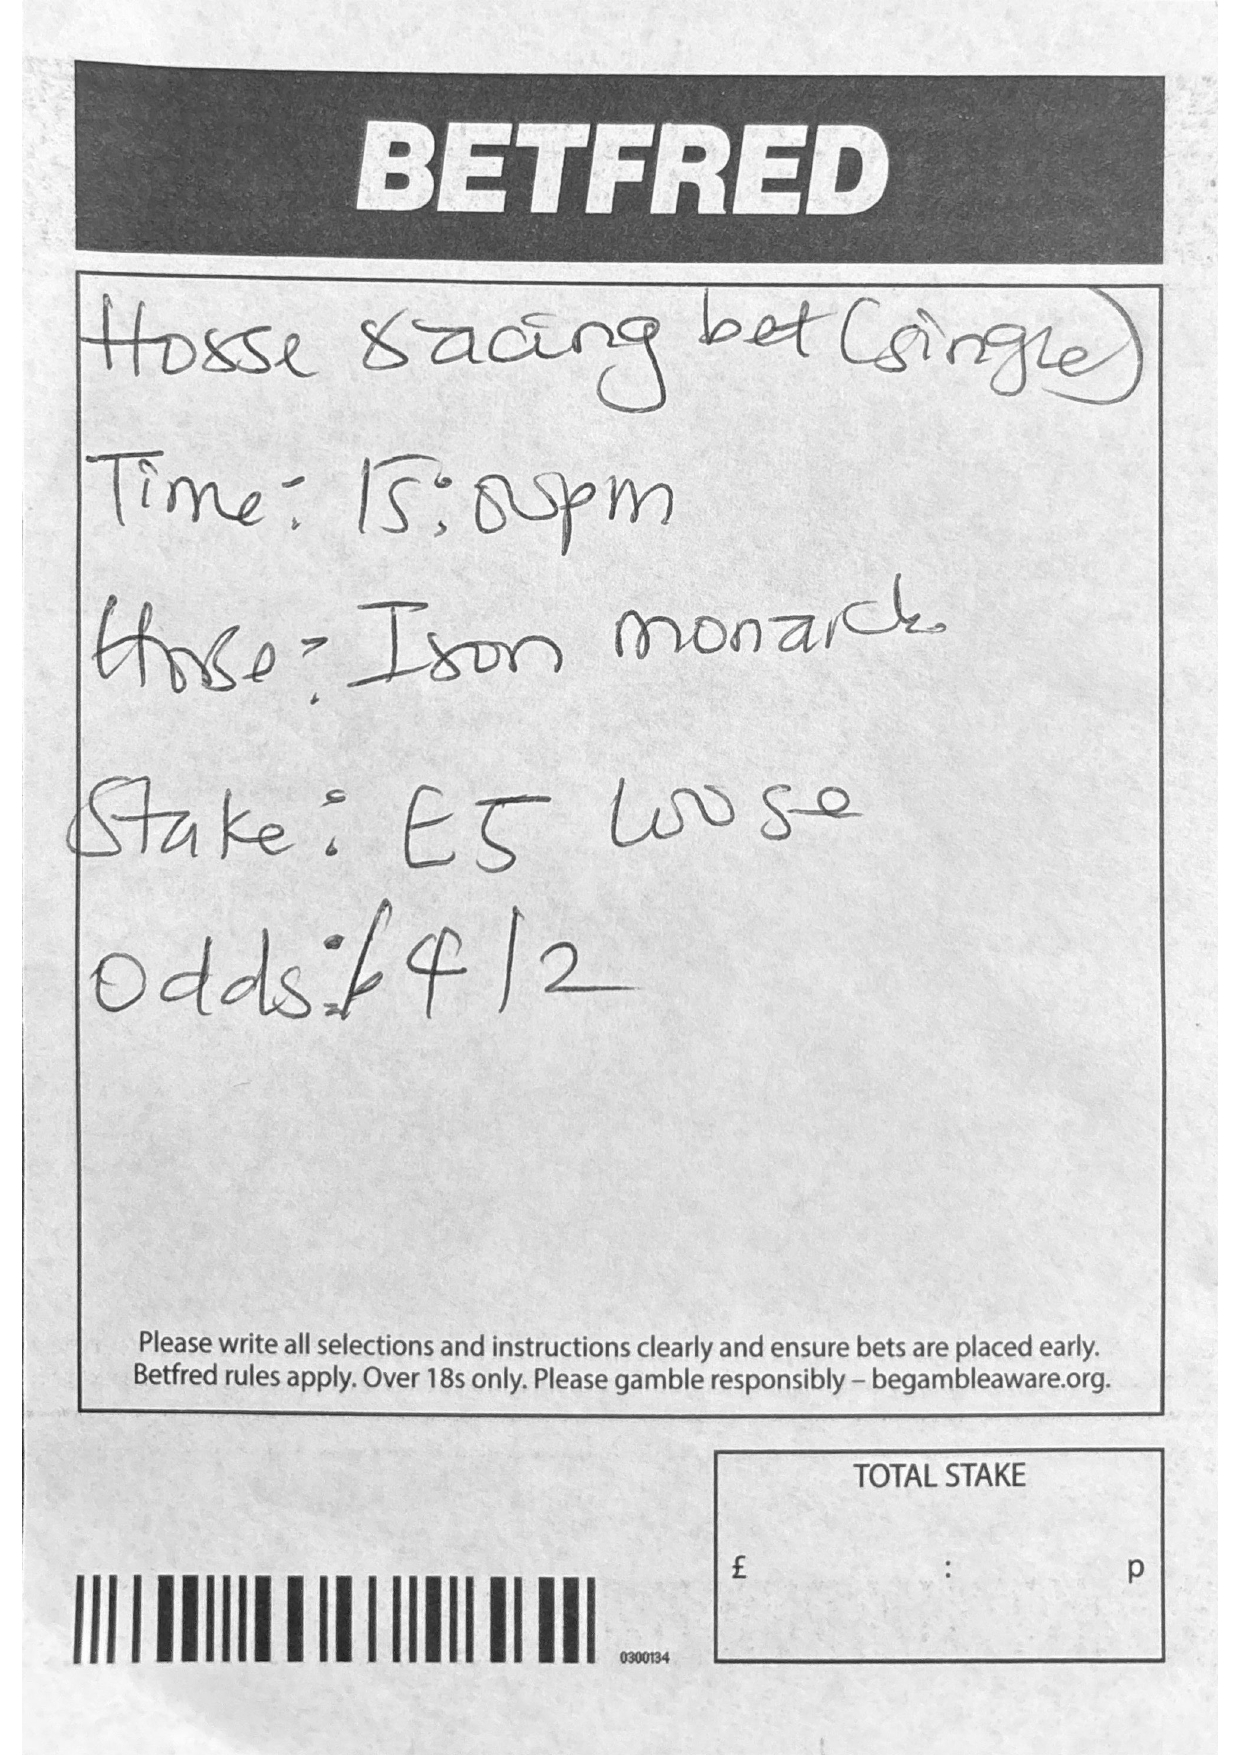 BETFRED
Horse racing bet (single)
Time: 15:05pm
Horse: Iron monarch
Stake: £5 loose
Odds: 4/2
Please write all selections and instructions clearly and ensure bets are placed early.
Betfred rules apply. Over 18s only. Please gamble responsibly – begambleaware.org.
TOTAL STAKE
£ : p
0300134